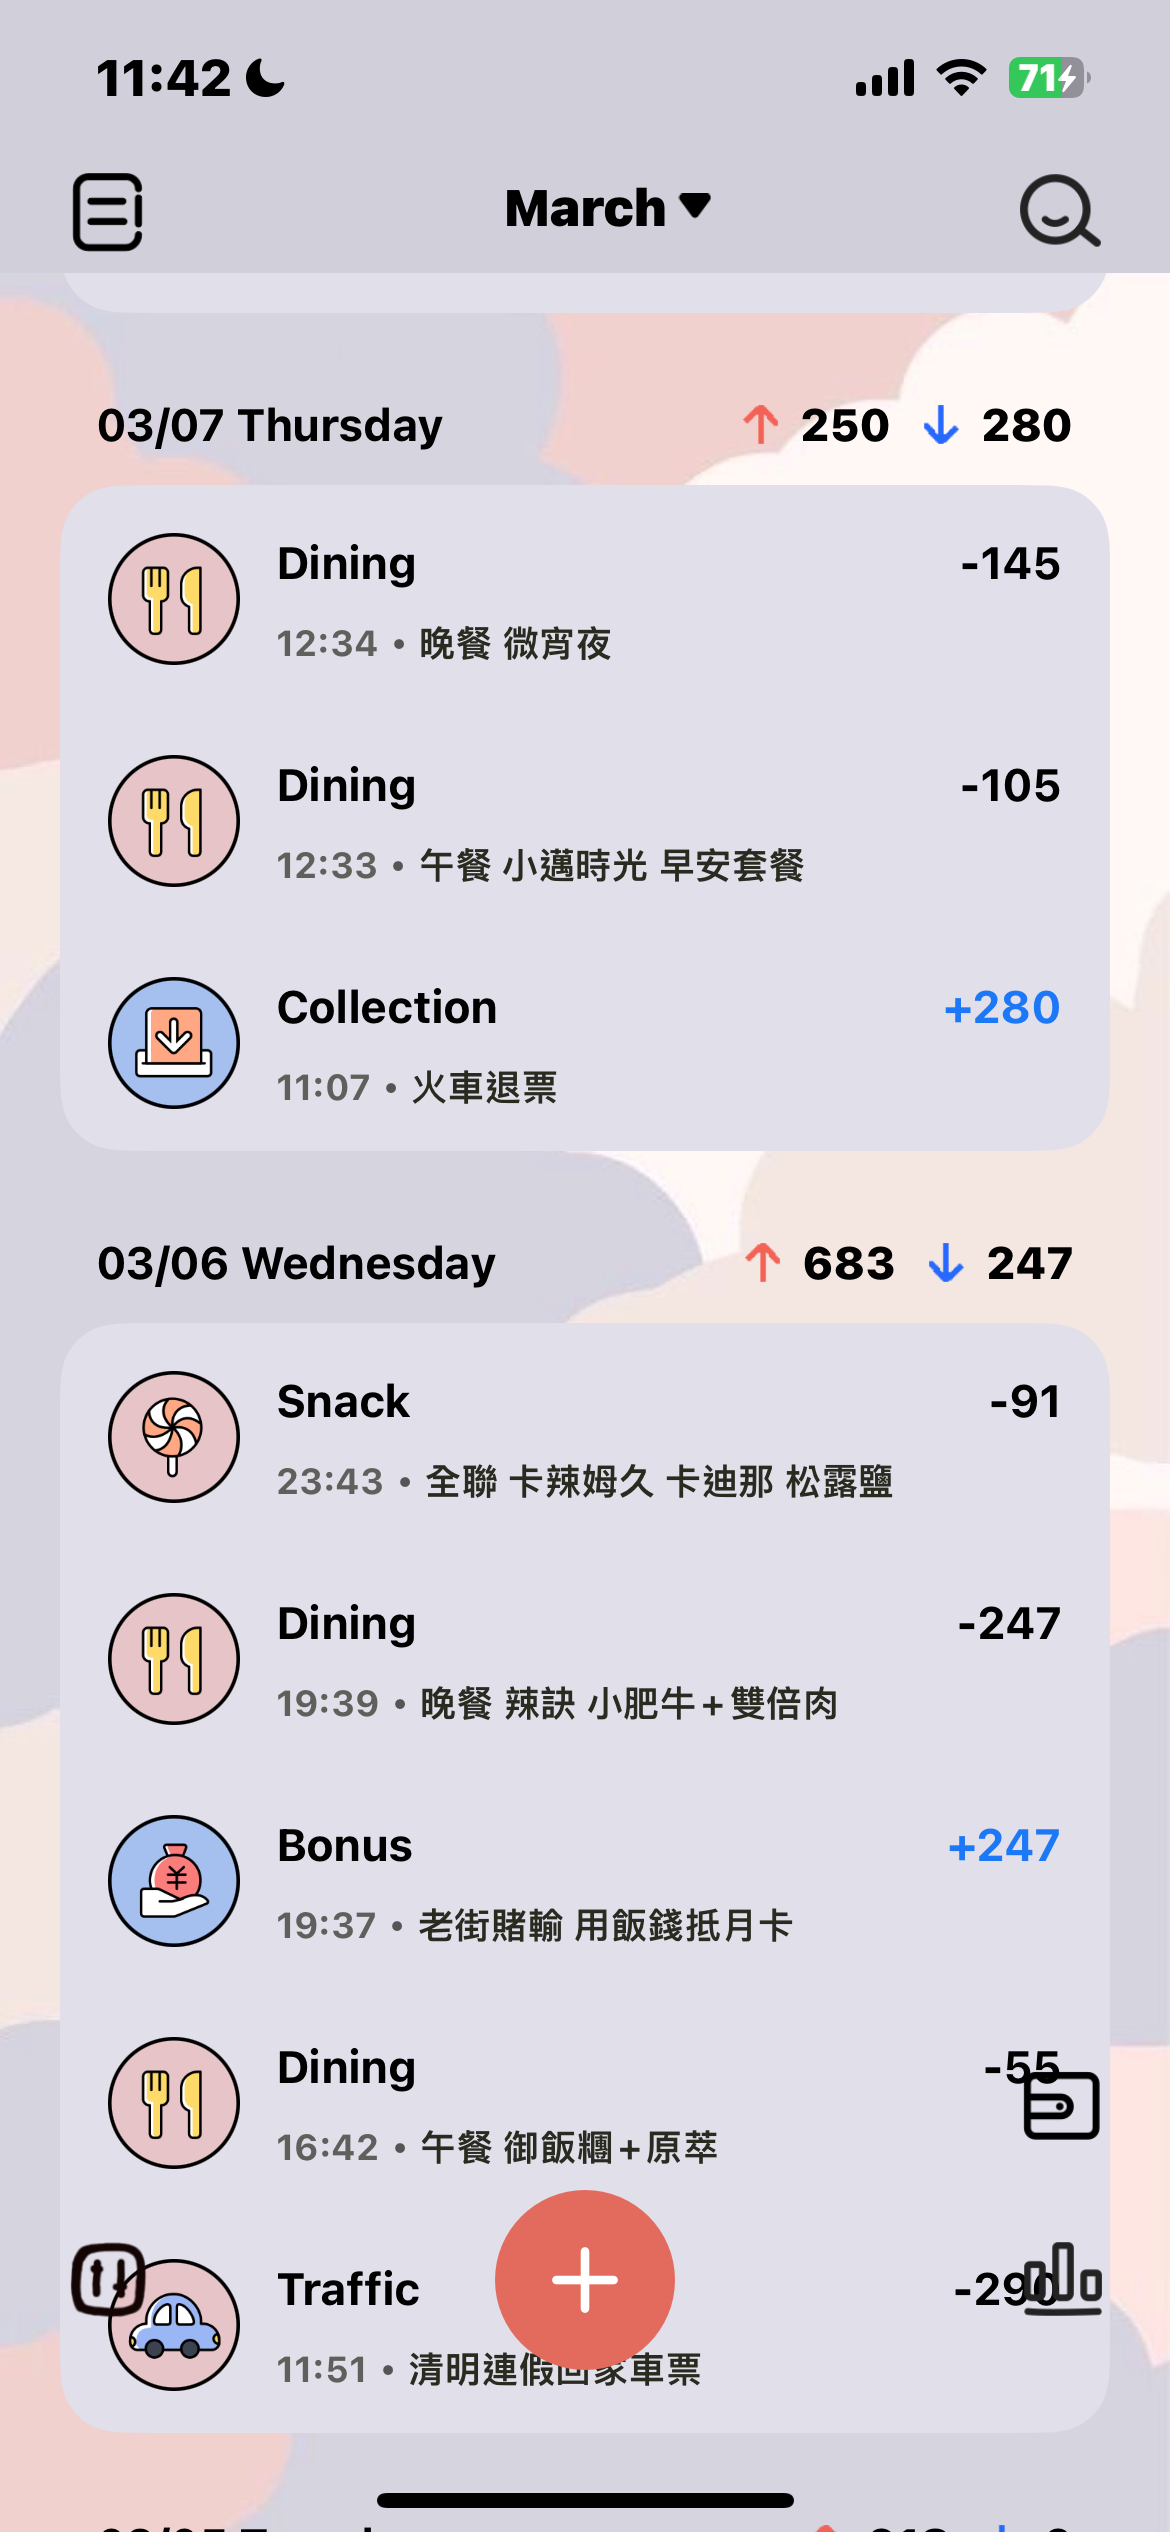 11:42
71
March
03/07 Thursday 250 280
Dining -145
12:34 • 晚餐 微宵夜
Dining -105
12:33 • 午餐 小邁時光 早安套餐
Collection +280
11:07 • 火車退票
03/06 Wednesday 683 247
Snack -91
23:43 • 全聯 卡辣姆久 卡迪那 松露鹽
Dining -247
19:39 • 晚餐 辣訣 小肥牛+雙倍肉
Bonus +247
19:37 • 老街賭輸 用飯錢抵月卡
Dining -55
16:42 • 午餐 御飯糰+原萃
Traffic -290
11:51 • 清明連假回家車票